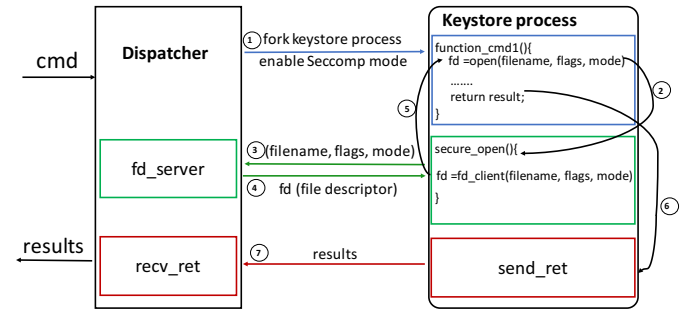 cmd
results
Dispatcher
fd_server
recv_ret
① fork keystore process
enable Seccomp mode
③ (filename, flags, mode)
④ fd (file descriptor)
⑦ results
Keystore process
function_cmd1(){
fd =open(filename, flags, mode)
.......
return result;
}
②
⑤
secure_open(){
fd =fd_client(filename, flags, mode)
}
⑥
send_ret